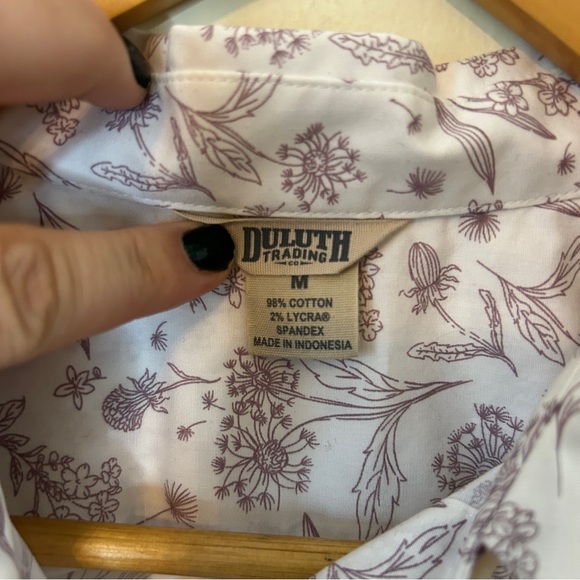 DULUTH
TRADING
CO
M
98% COTTON
2% LYCRA®
SPANDEX
MADE IN INDONESIA